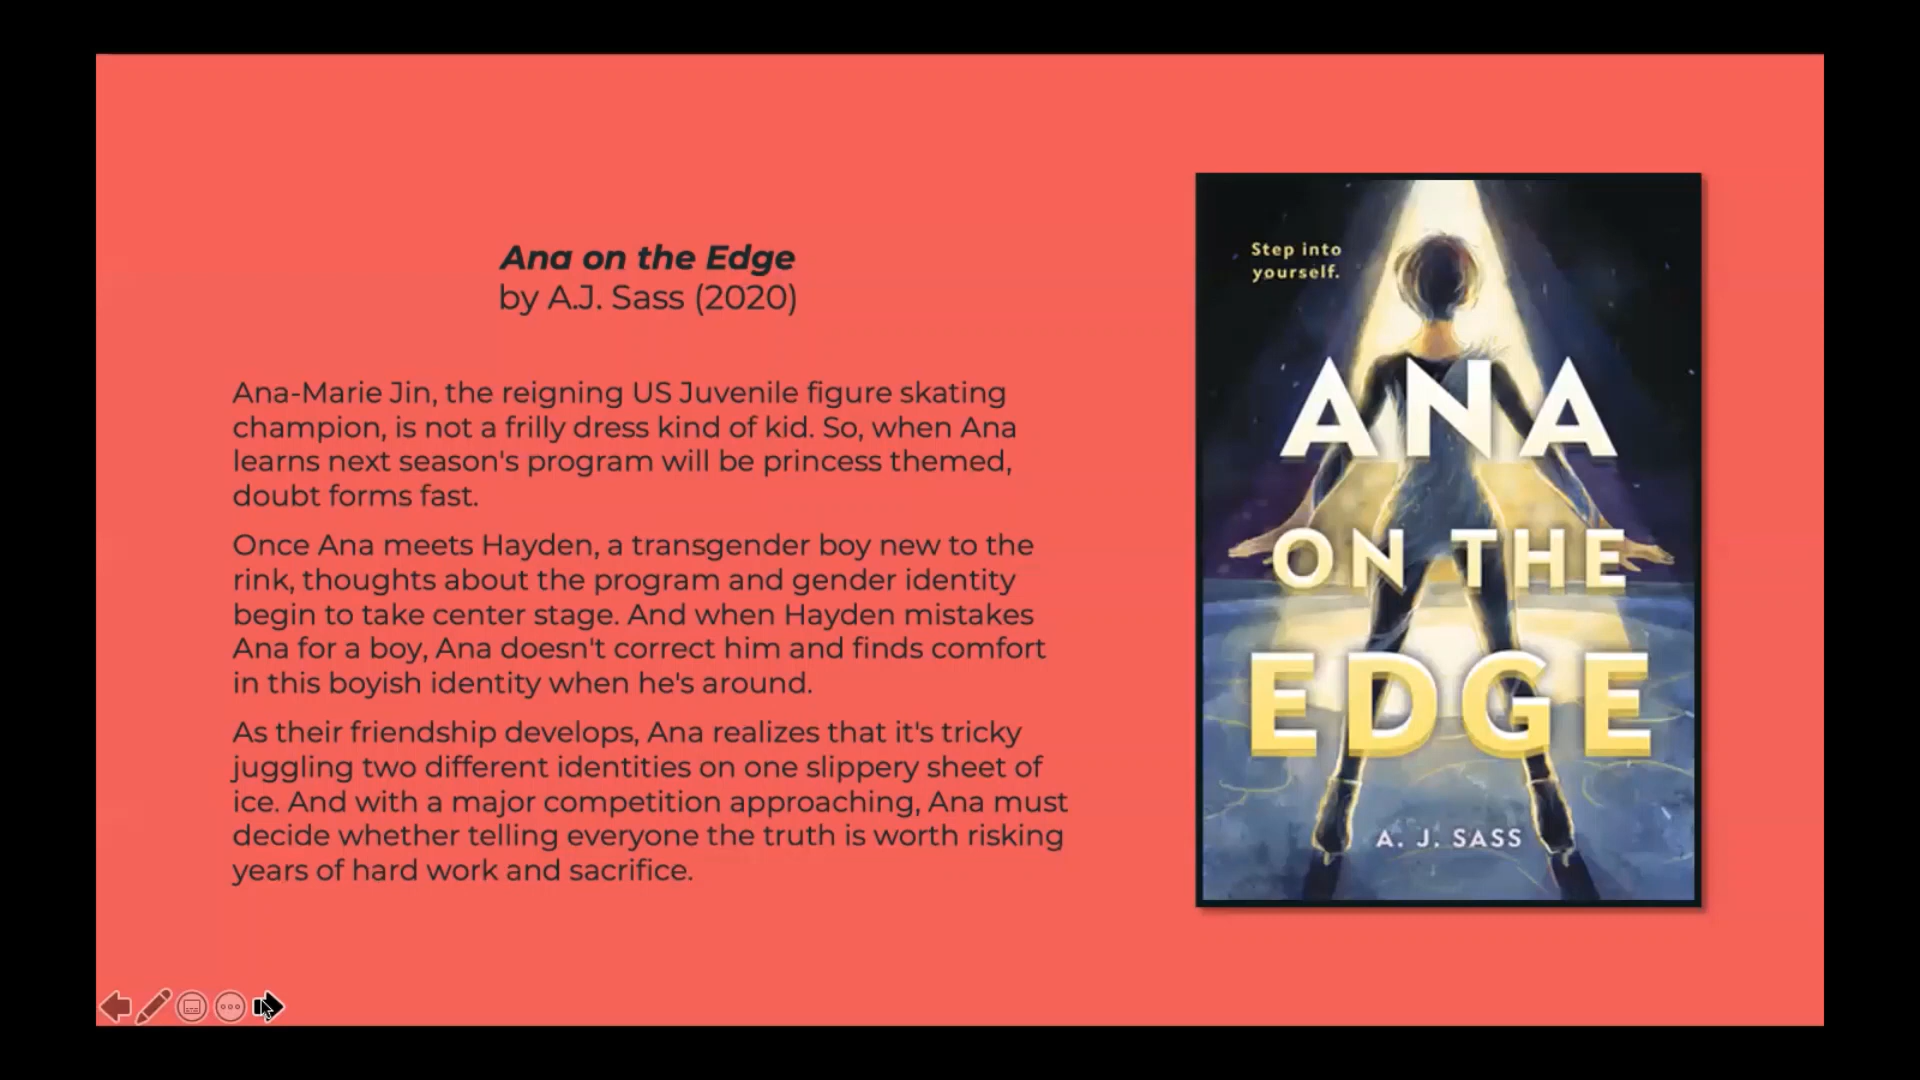 Ana on the Edge
by A.J. Sass (2020)
Ana-Marie Jin, the reigning US Juvenile figure skating
champion, is not a frilly dress kind of kid. So, when Ana
learns next season's program will be princess themed,
doubt forms fast.
Once Ana meets Hayden, a transgender boy new to the
rink, thoughts about the program and gender identity
begin to take center stage. And when Hayden mistakes
Ana for a boy, Ana doesn't correct him and finds comfort
in this boyish identity when he's around.
As their friendship develops, Ana realizes that it's tricky
juggling two different identities on one slippery sheet of
ice. And with a major competition approaching, Ana must
decide whether telling everyone the truth is worth risking
years of hard work and sacrifice.
Step into
yourself.
ANA
ON THE
EDGE
A. J. SASS